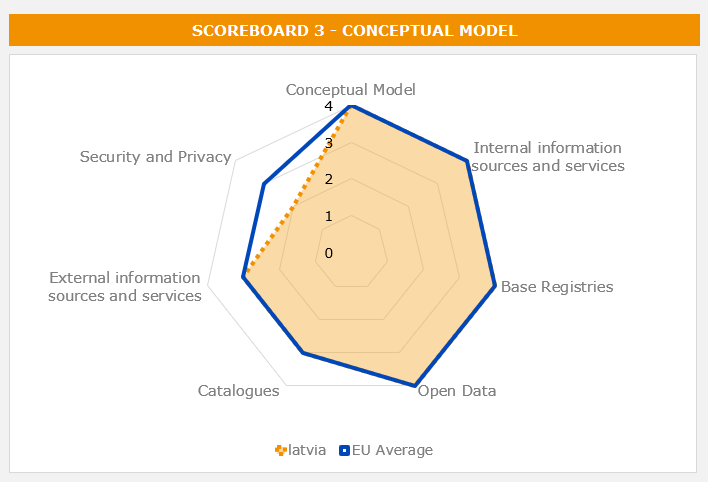 SCOREBOARD 3 - CONCEPTUAL MODEL
Conceptual Model
4
3
2
1
0
Internal information
sources and services
Base Registries
Open Data
Catalogues
External information
sources and services
Security and Privacy
latvia
EU Average